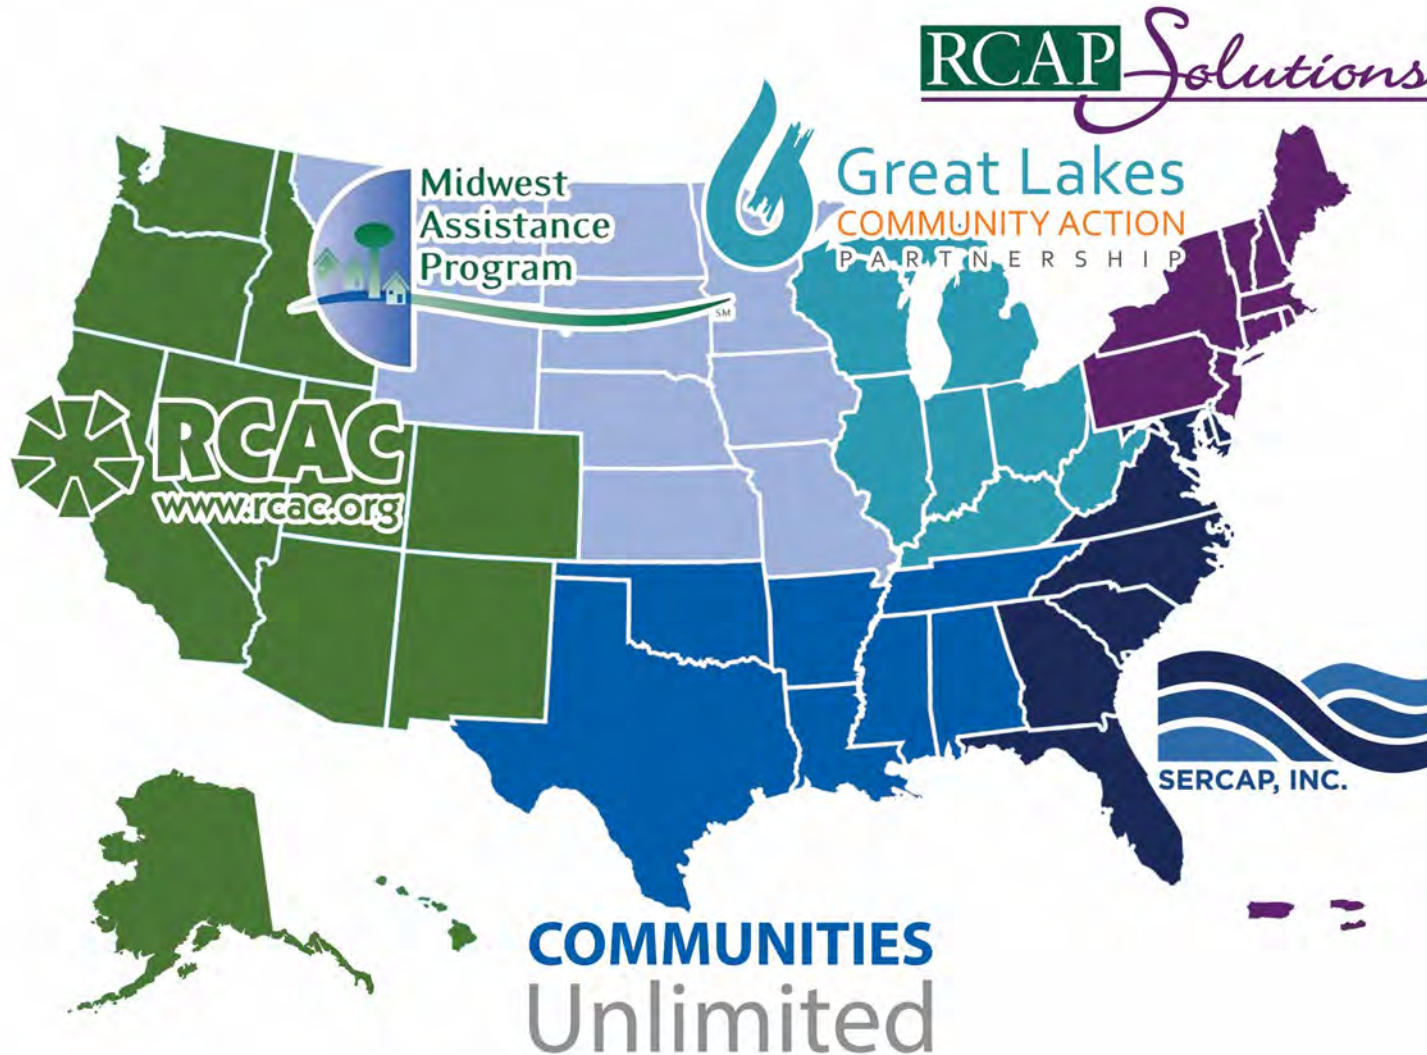 RCAP Solutions
Midwest
Assistance
Program
SM
Great Lakes
COMMUNITY ACTION
PARTNERSHIP
RCAC
www.rcac.org
SERCAP, INC.
COMMUNITIES
Unlimited